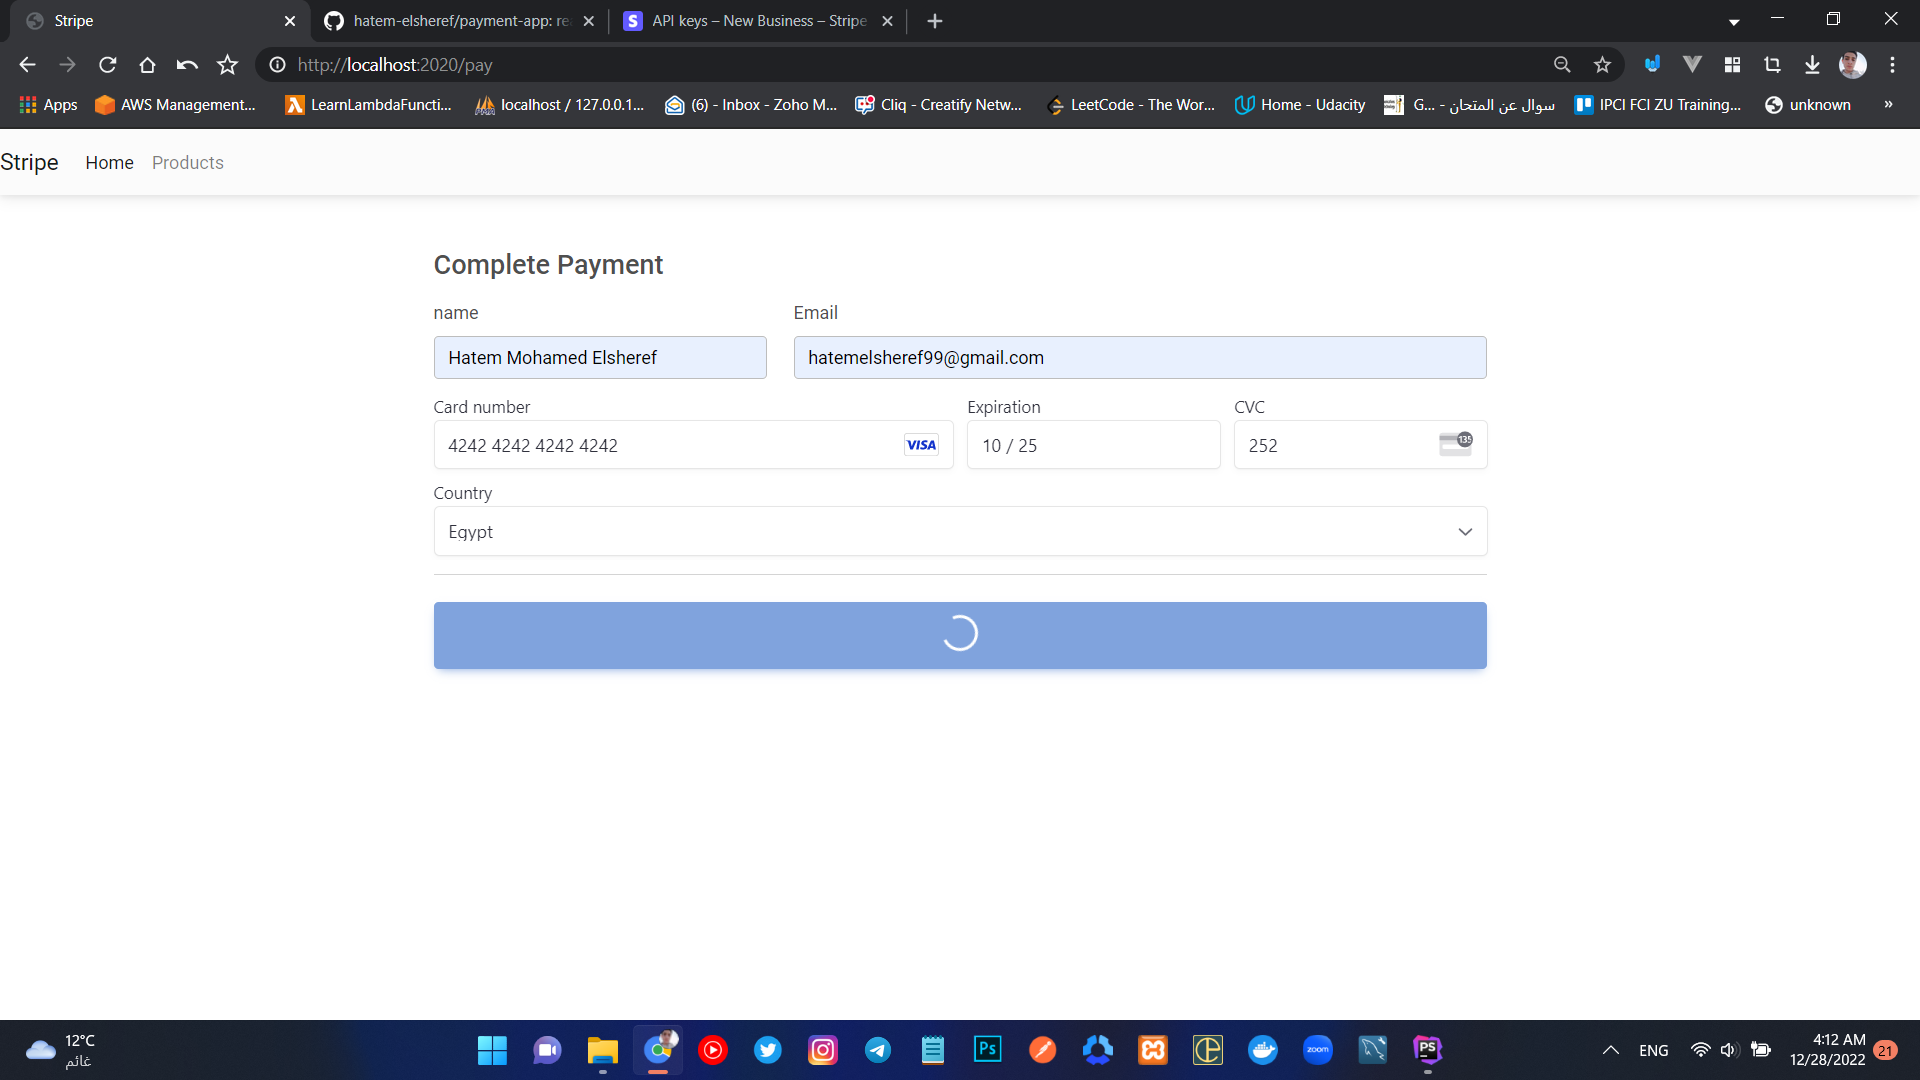 Stripe
hatem-elsheref/payment-app: re
API keys – New Business – Stripe
http://localhost:2020/pay
Apps
AWS Management...
LearnLambdaFuncti...
localhost / 127.0.0.1...
(6) - Inbox - Zoho M...
Cliq - Creatify Netw...
LeetCode - The Wor...
Home - Udacity
G... - سوال عن المتحان
IPCI FCI ZU Training...
unknown
»
Stripe
Home
Products
Complete Payment
name
Email
Hatem Mohamed Elsheref
hatemelsheref99@gmail.com
Card number
Expiration
CVC
4242 4242 4242 4242
VISA
10 / 25
252
135
Country
Egypt
12°C
غائم
Ps
zoom
PS
ENG
4:12 AM
12/28/2022
21